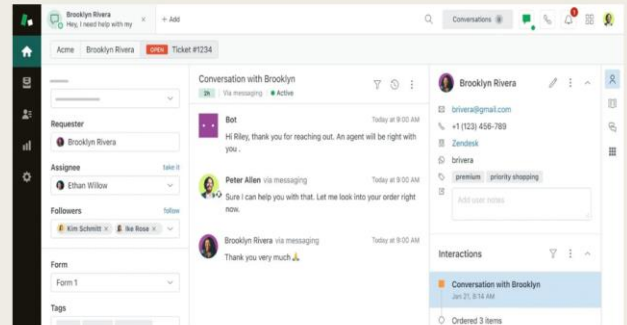 Brooklyn Rivera
Hey, I need help with my
+ Add
Conversations
Acme
Brooklyn Rivera
OPEN
Ticket #1234
Requester
Brooklyn Rivera
Assignee
take it
Ethan Willow
Followers
follow
Kim Schmitt ×
Ike Rose ×
Form
Form 1
Tags
Conversation with Brooklyn
1h
Via messaging
Active
Bot
Today at 9:00 AM
Hi Riley, thank you for reaching out. An agent will be right with
you .
Peter Allen via messaging
Today at 9:00 AM
Sure I can help you with that. Let me look into your order right
now.
Brooklyn Rivera via messaging
Today at 9:00 AM
Thank you very much 🙏
Brooklyn Rivera
brivera@gmail.com
+1 (123) 456-789
Zendesk
brivera
premium
priority shopping
Add user notes
Interactions
Conversation with Brooklyn
Jan 21, 9:14 AM
Ordered 3 items